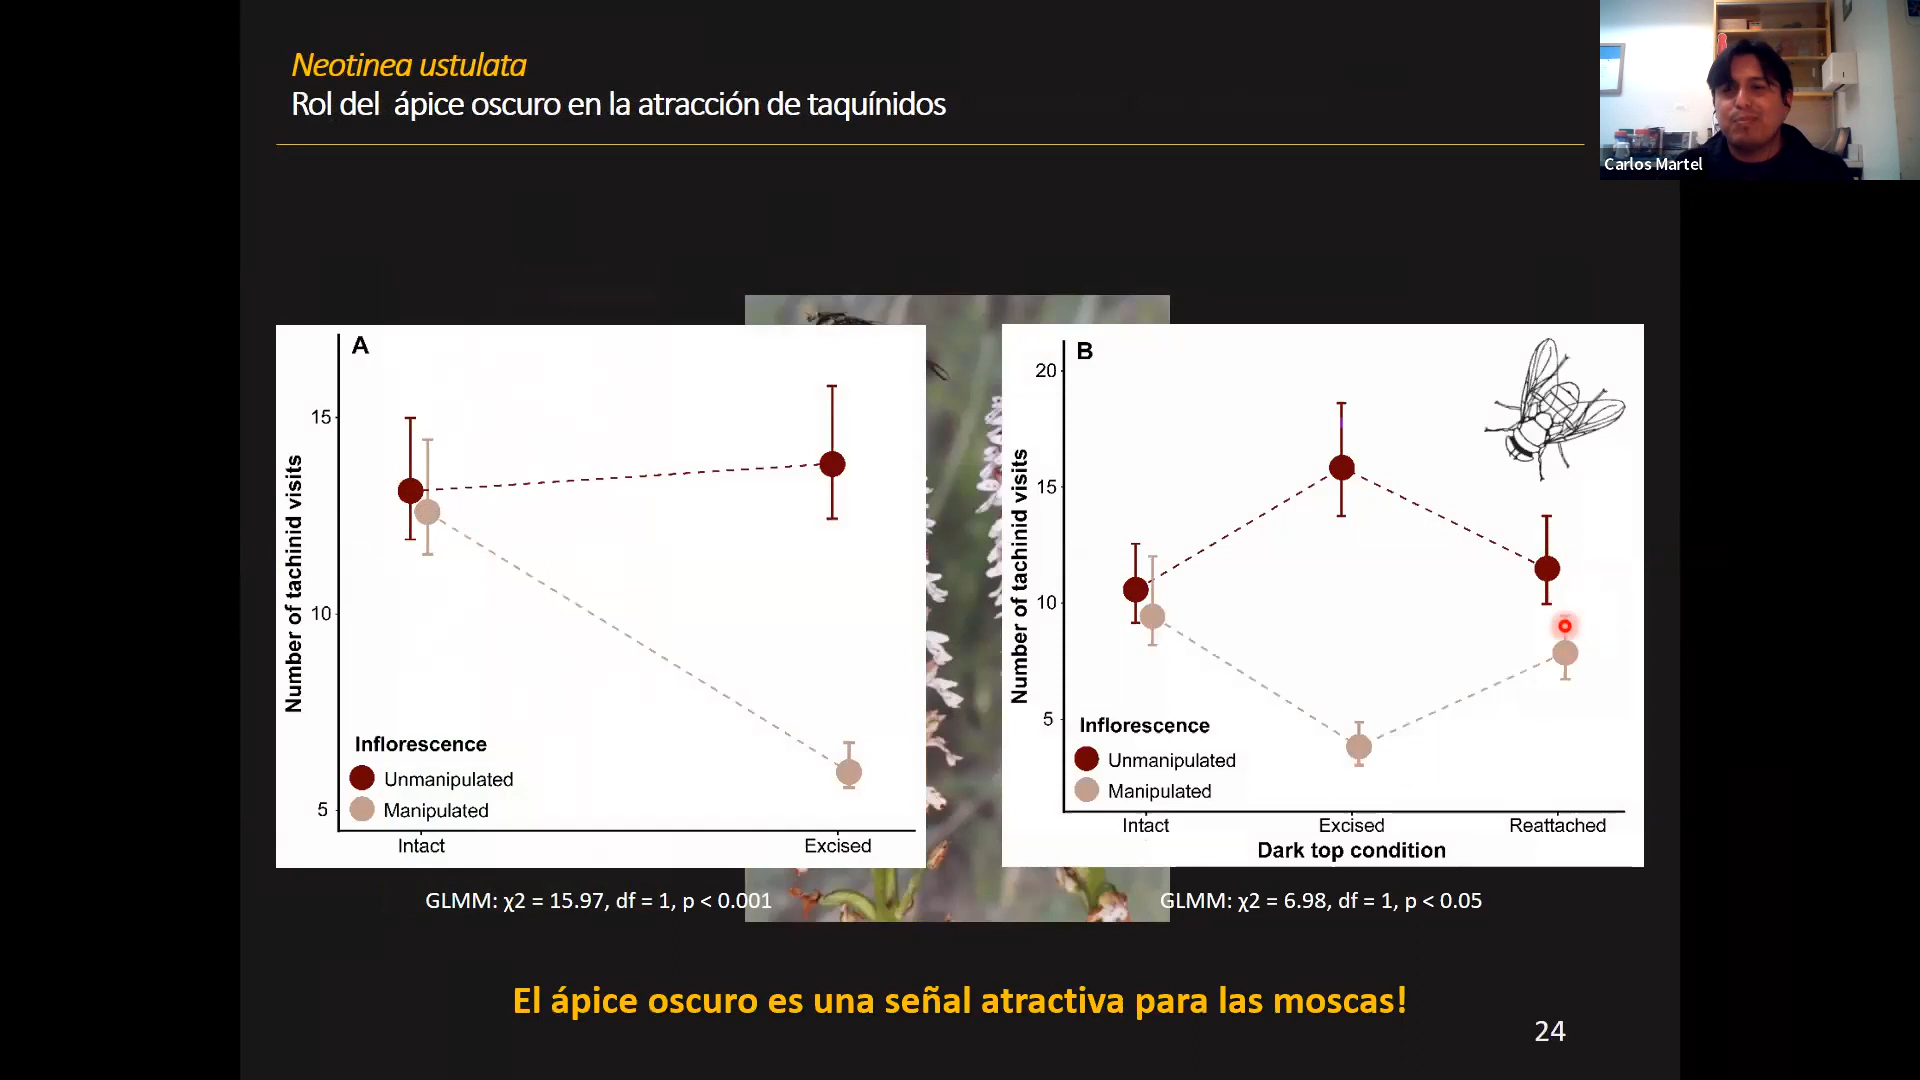 Neotinea ustulata
Rol del ápice oscuro en la atracción de taquínidos
Carlos Martel
A
Number of tachinid visits
15
10
5
Inflorescence
Unmanipulated
Manipulated
Intact
Excised
GLMM: χ2 = 15.97, df = 1, p < 0.001
B
Number of tachinid visits
20
15
10
5
Inflorescence
Unmanipulated
Manipulated
Intact
Excised
Reattached
Dark top condition
GLMM: χ2 = 6.98, df = 1, p < 0.05
El ápice oscuro es una señal atractiva para las moscas!
24